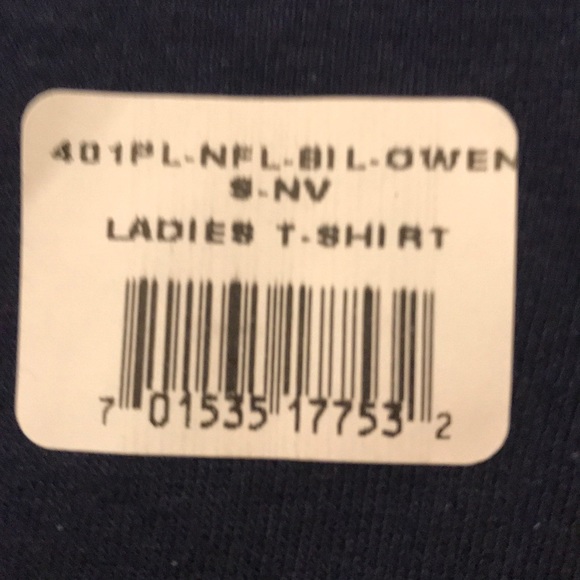 401PL-NFL-BIL-OWEN
S-NV
LADIES T-SHIRT
7 01535 17753 2